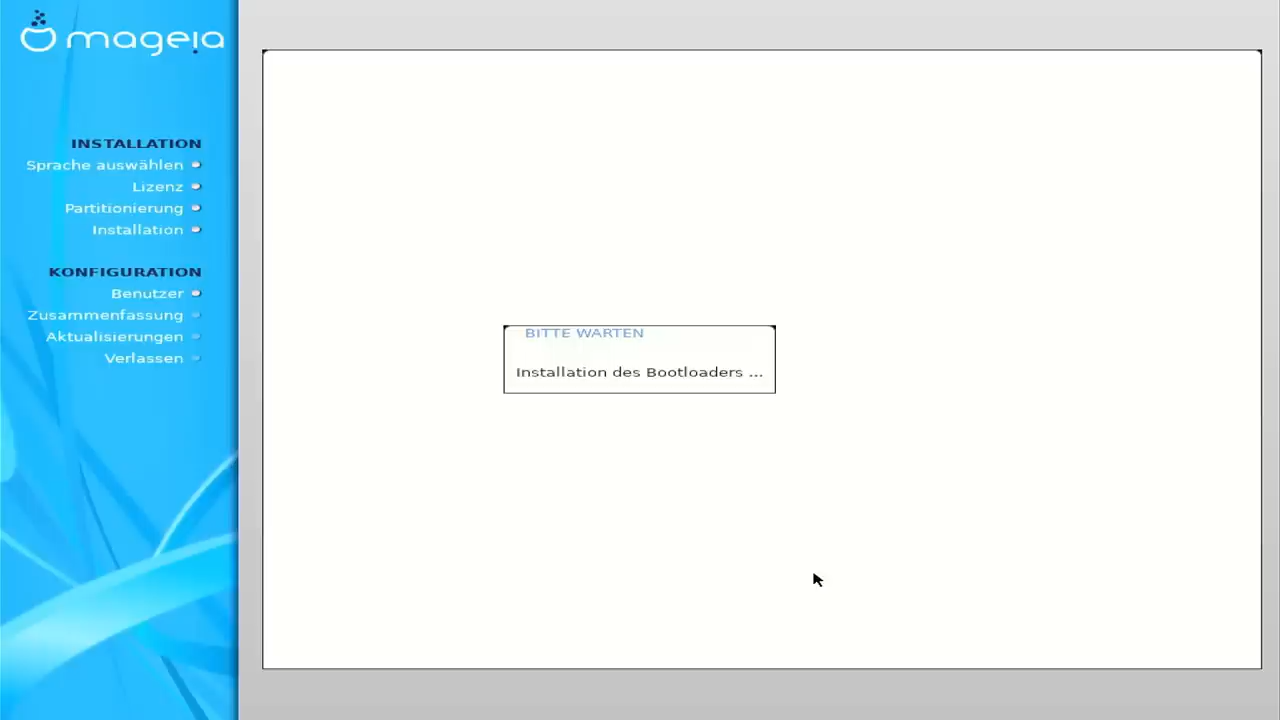 mageia
INSTALLATION
Sprache auswählen
Lizenz
Partitionierung
Installation
KONFIGURATION
Benutzer
Zusammenfassung
Aktualisierungen
Verlassen
BITTE WARTEN
Installation des Bootloaders ...